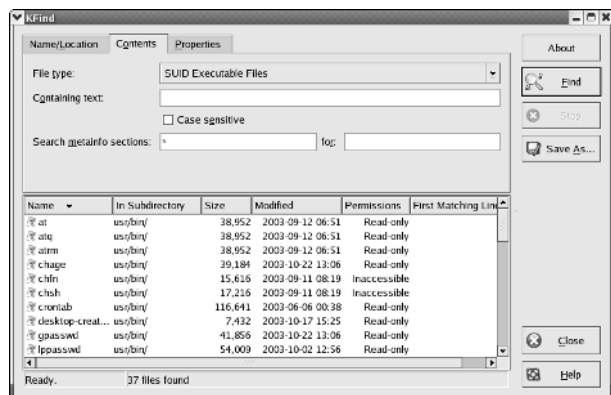 KFind
Name/Location Contents Properties
About
File type: SUID Executable Files
Find
Containing text:
Case sensitive
Stop
Search metainfo sections: * for:
Save As...
Name In Subdirectory Size Modified Permissions First Matching Line
at usr/bin/ 38,952 2003-09-12 06:51 Read-only
atq usr/bin/ 38,952 2003-09-12 06:51 Read-only
atrm usr/bin/ 38,952 2003-09-12 06:51 Read-only
chage usr/bin/ 39,184 2003-10-22 13:06 Read-only
chfn usr/bin/ 15,616 2003-09-11 08:19 Inaccessible
chsh usr/bin/ 17,216 2003-09-11 08:19 Inaccessible
crontab usr/bin/ 116,641 2003-06-06 00:38 Read-only
desktop-creat... usr/bin/ 7,432 2003-10-17 15:25 Read-only
gpasswd usr/bin/ 41,856 2003-10-22 13:06 Read-only
lppasswd usr/bin/ 54,009 2003-10-02 12:56 Read-only
Close
Ready. 37 files found
Help